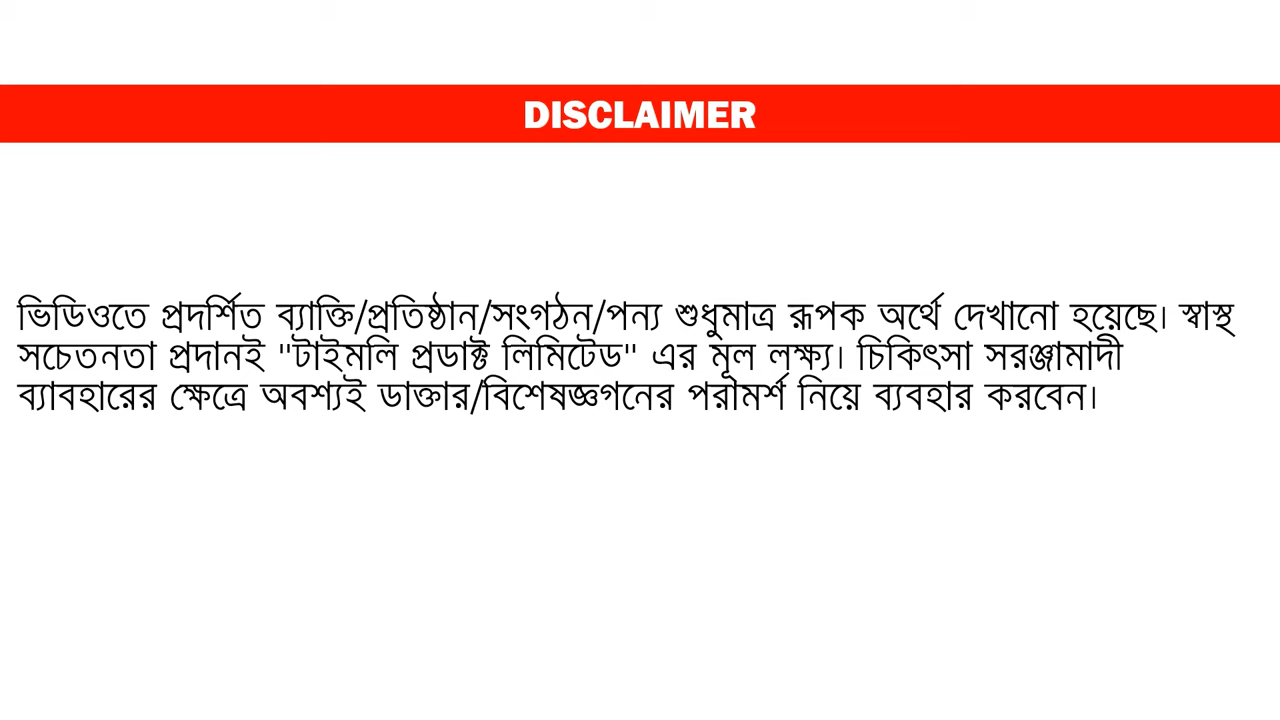 DISCLAIMER
ভিডিওতে প্রদর্শিত ব্যাক্তি/প্রতিষ্ঠান/সংগঠন/পন্য শুধুমাত্র রূপক অর্থে দেখানো হয়েছে। স্বাস্থ
সচেতনতা প্রদানই "টাইমলি প্রডাক্ট লিমিটেড" এর মূল লক্ষ্য। চিকিৎসা সরঞ্জামাদী
ব্যাবহারের ক্ষেত্রে অবশ্যই ডাক্তার/বিশেষজ্ঞগনের পরামর্শ নিয়ে ব্যবহার করবেন।